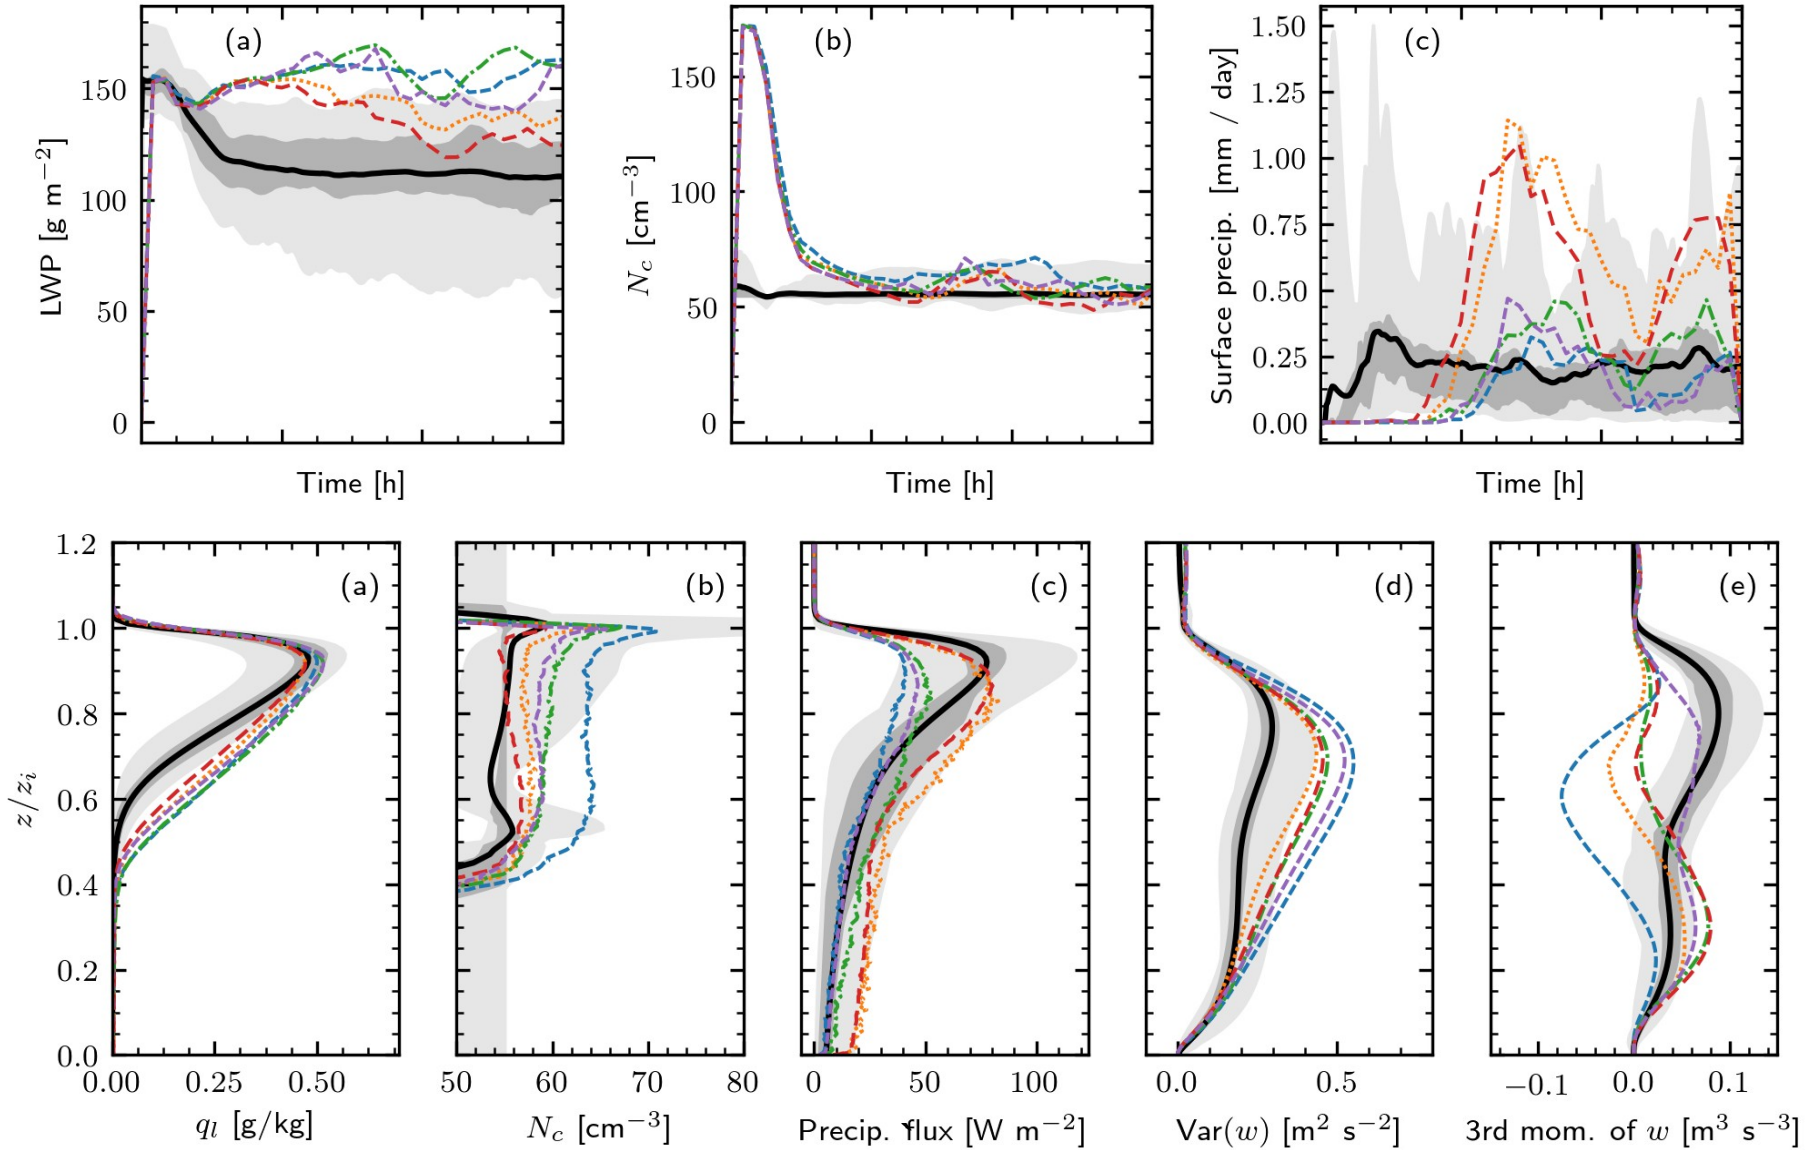 (a)
(b)
(c)
150
100
50
0
LWP [g m−2]
Time [h]
150
100
50
0
Nc [cm−3]
Time [h]
1.50
1.25
1.00
0.75
0.50
0.25
0.00
Surface precip. [mm / day]
Time [h]
(a)
(b)
(c)
(d)
(e)
1.2
1.0
0.8
0.6
0.4
0.2
0.0
z/zi
0.00 0.25 0.50
ql [g/kg]
50 60 70 80
Nc [cm−3]
0 50 100
Precip. flux [W m−2]
0.0 0.5
Var(w) [m2 s−2]
−0.1 0.0 0.1
3rd mom. of w [m3 s−3]